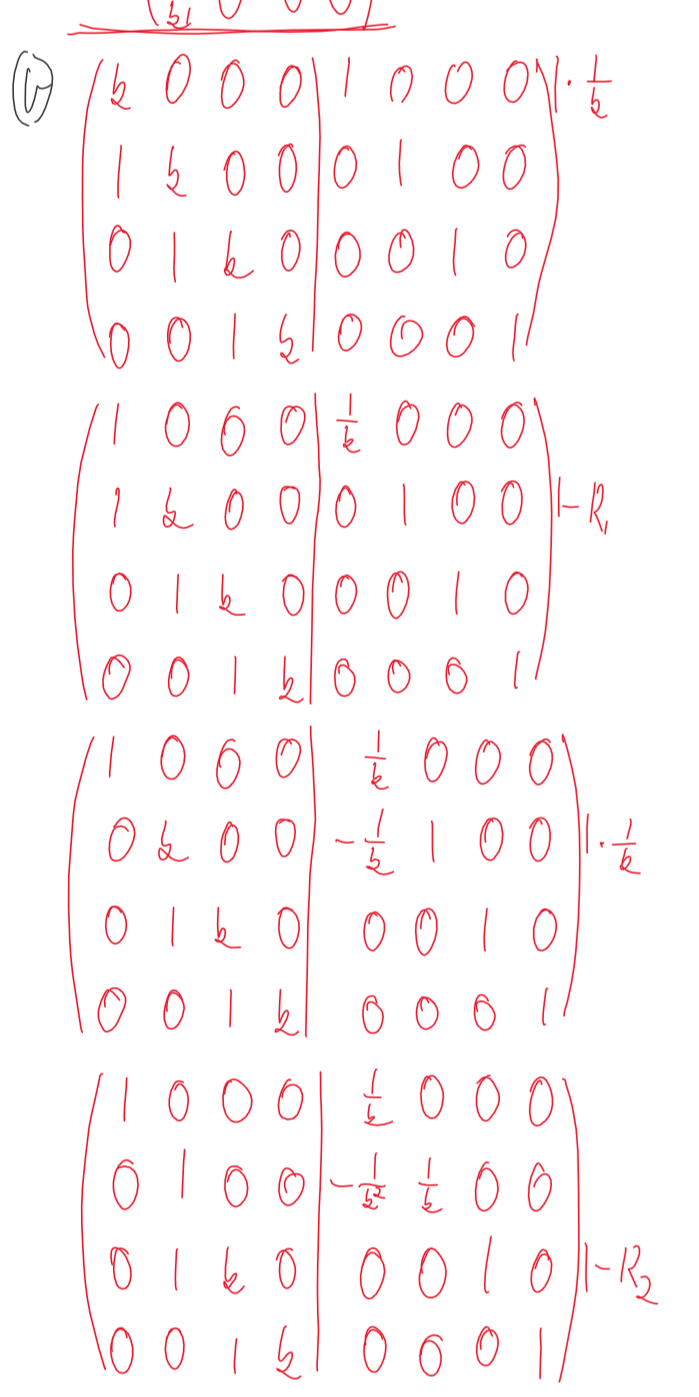 k₁ 0 0 0
c) k 0 0 0 | 1 0 0 0 | · 1/k
1 k 0 0 | 0 1 0 0
0 1 k 0 | 0 0 1 0
0 0 1 k | 0 0 0 1
1 0 0 0 | 1/k 0 0 0
1 k 0 0 | 0 1 0 0 | - R₁
0 1 k 0 | 0 0 1 0
0 0 1 k | 0 0 0 1
1 0 0 0 | 1/k 0 0 0
0 k 0 0 | -1/k 1 0 0 | · 1/k
0 1 k 0 | 0 0 1 0
0 0 1 k | 0 0 0 1
1 0 0 0 | 1/k 0 0 0
0 1 0 0 | -1/k² 1/k 0 0
0 1 k 0 | 0 0 1 0 | - R₂
0 0 1 k | 0 0 0 1